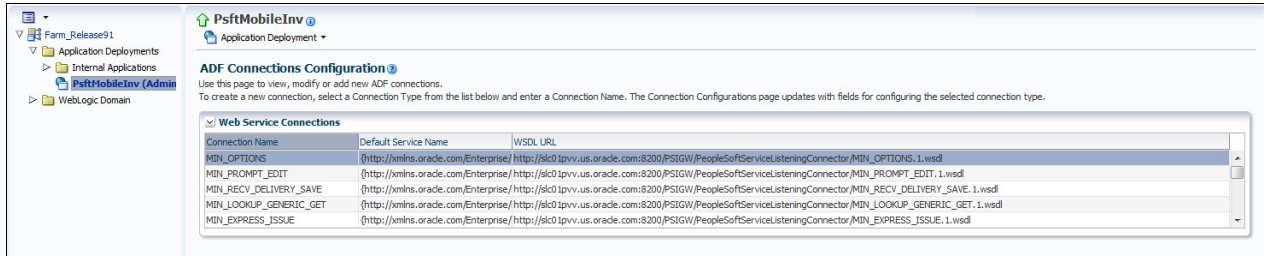 Farm_Release91
Application Deployments
Internal Applications
PsftMobileInv (Admin
WebLogic Domain
PsftMobileInv
Application Deployment
ADF Connections Configuration
Use this page to view, modify or add new ADF connections.
To create a new connection, select a Connection Type from the list below and enter a Connection Name. The Connection Configurations page updates with fields for configuring the selected connection type.
Web Service Connections
Connection Name Default Service Name WSDL URL
MIN_OPTIONS {http://xmlns.oracle.com/Enterprise/ http://slc01pvv.us.oracle.com:8200/PSIGW/PeopleSoftServiceListeningConnector/MIN_OPTIONS.1.wsdl
MIN_PROMPT_EDIT {http://xmlns.oracle.com/Enterprise/ http://slc01pvv.us.oracle.com:8200/PSIGW/PeopleSoftServiceListeningConnector/MIN_PROMPT_EDIT.1.wsdl
MIN_RECV_DELIVERY_SAVE {http://xmlns.oracle.com/Enterprise/ http://slc01pvv.us.oracle.com:8200/PSIGW/PeopleSoftServiceListeningConnector/MIN_RECV_DELIVERY_SAVE.1.wsdl
MIN_LOOKUP_GENERIC_GET {http://xmlns.oracle.com/Enterprise/ http://slc01pvv.us.oracle.com:8200/PSIGW/PeopleSoftServiceListeningConnector/MIN_LOOKUP_GENERIC_GET.1.wsdl
MIN_EXPRESS_ISSUE {http://xmlns.oracle.com/Enterprise/ http://slc01pvv.us.oracle.com:8200/PSIGW/PeopleSoftServiceListeningConnector/MIN_EXPRESS_ISSUE.1.wsdl